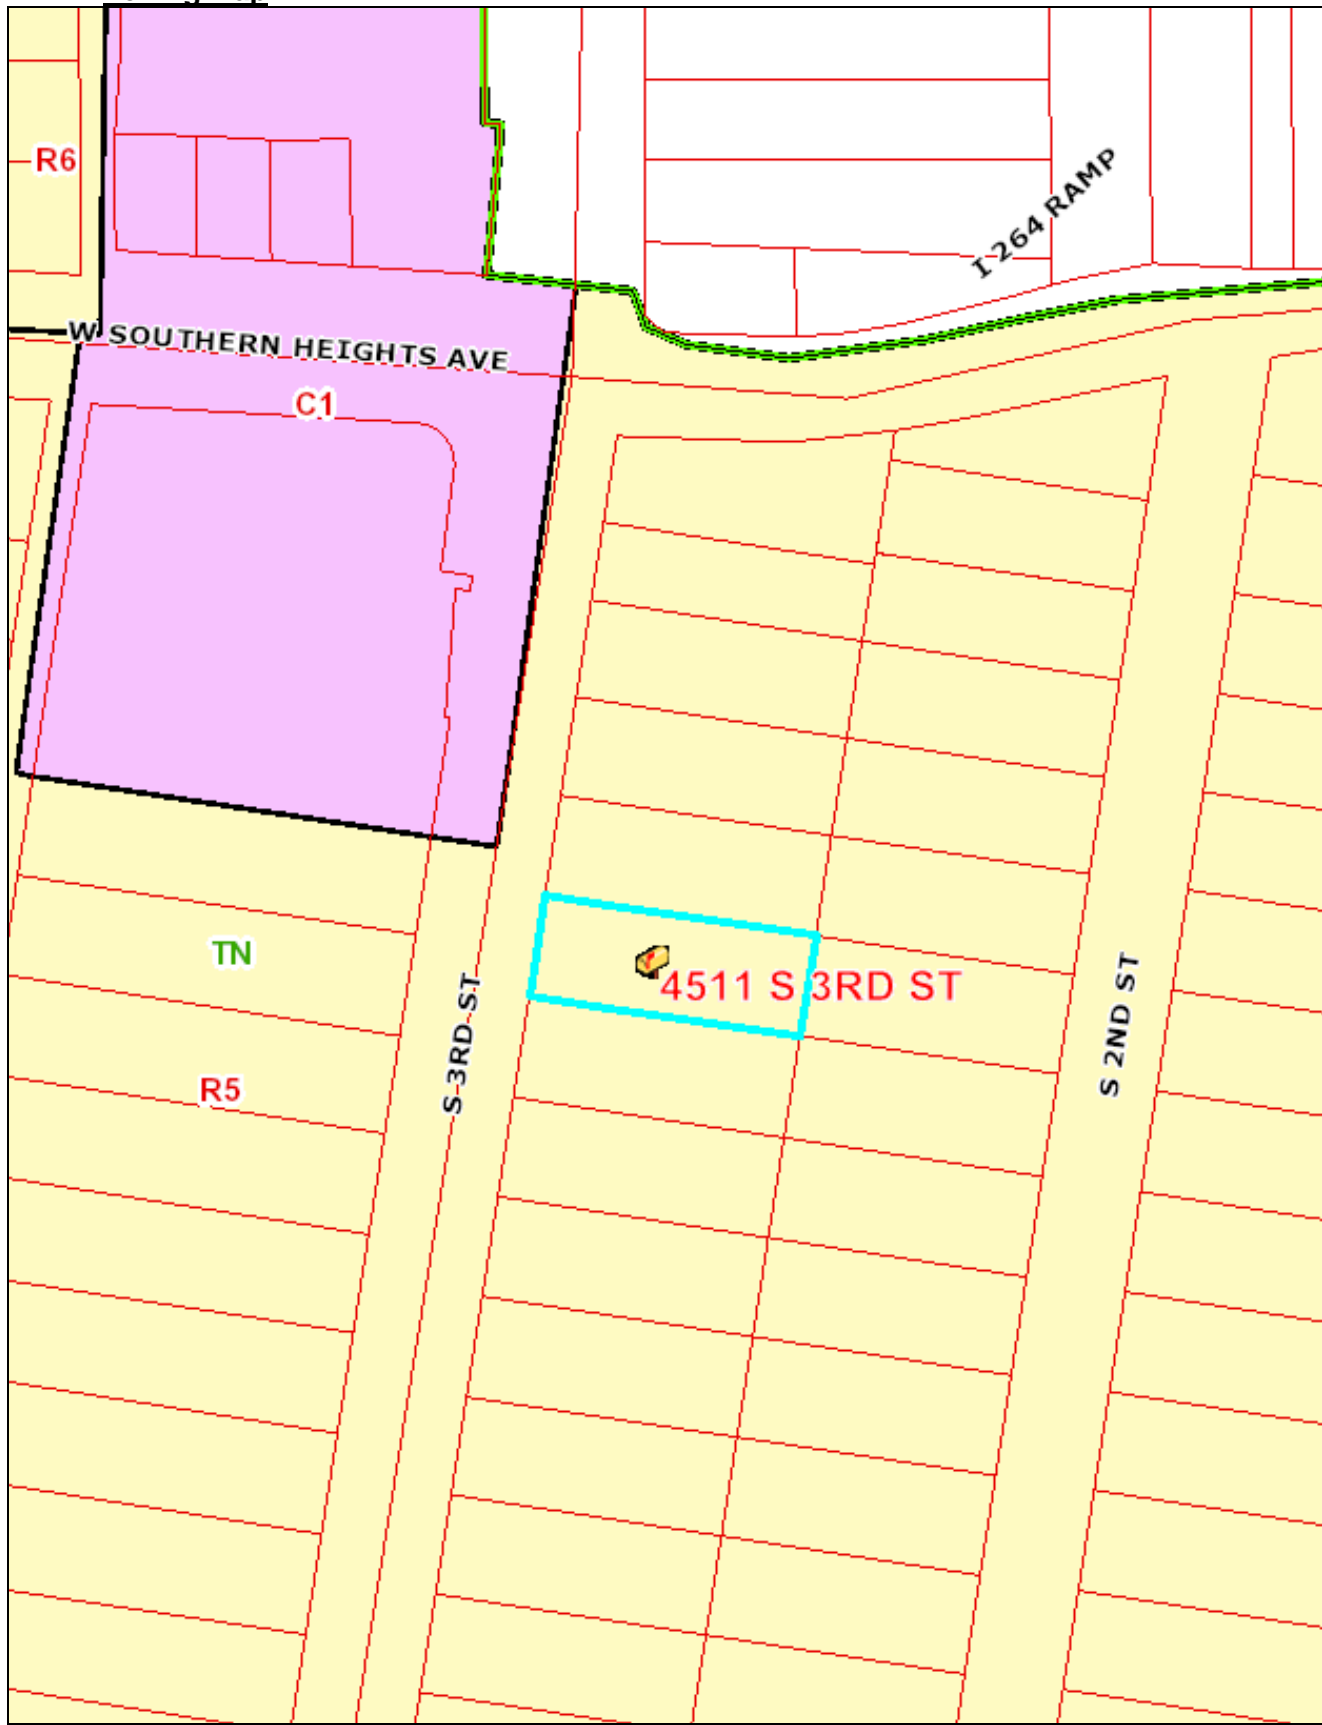 R6
I 264 RAMP
W SOUTHERN HEIGHTS AVE
C1
TN
4511 S 3RD ST
S 3RD ST
S 2ND ST
R5